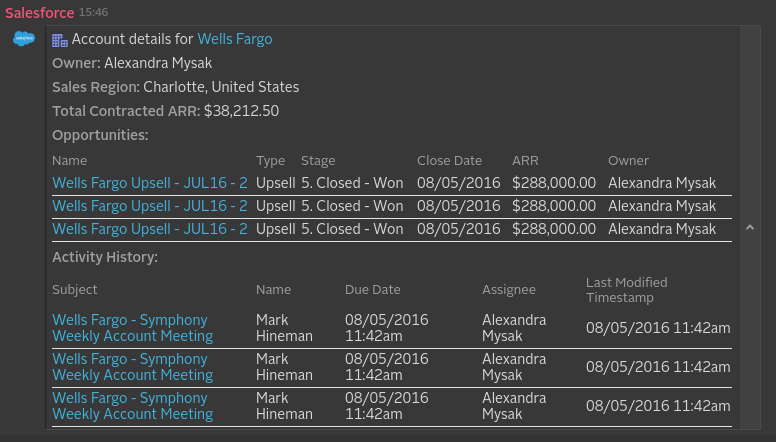 Salesforce 15:46
Account details for Wells Fargo
Owner: Alexandra Mysak
Sales Region: Charlotte, United States
Total Contracted ARR: $38,212.50
Opportunities:
Name Type Stage Close Date ARR Owner
Wells Fargo Upsell - JUL16 - 2 Upsell 5. Closed - Won 08/05/2016 $288,000.00 Alexandra Mysak
Wells Fargo Upsell - JUL16 - 2 Upsell 5. Closed - Won 08/05/2016 $288,000.00 Alexandra Mysak
Wells Fargo Upsell - JUL16 - 2 Upsell 5. Closed - Won 08/05/2016 $288,000.00 Alexandra Mysak
Activity History:
Subject Name Due Date Assignee Last Modified
Timestamp
Wells Fargo - Symphony Mark 08/05/2016 Alexandra
Weekly Account Meeting Hineman 11:42am Mysak 08/05/2016 11:42am
Wells Fargo - Symphony Mark 08/05/2016 Alexandra
Weekly Account Meeting Hineman 11:42am Mysak 08/05/2016 11:42am
Wells Fargo - Symphony Mark 08/05/2016 Alexandra
Weekly Account Meeting Hineman 11:42am Mysak 08/05/2016 11:42am